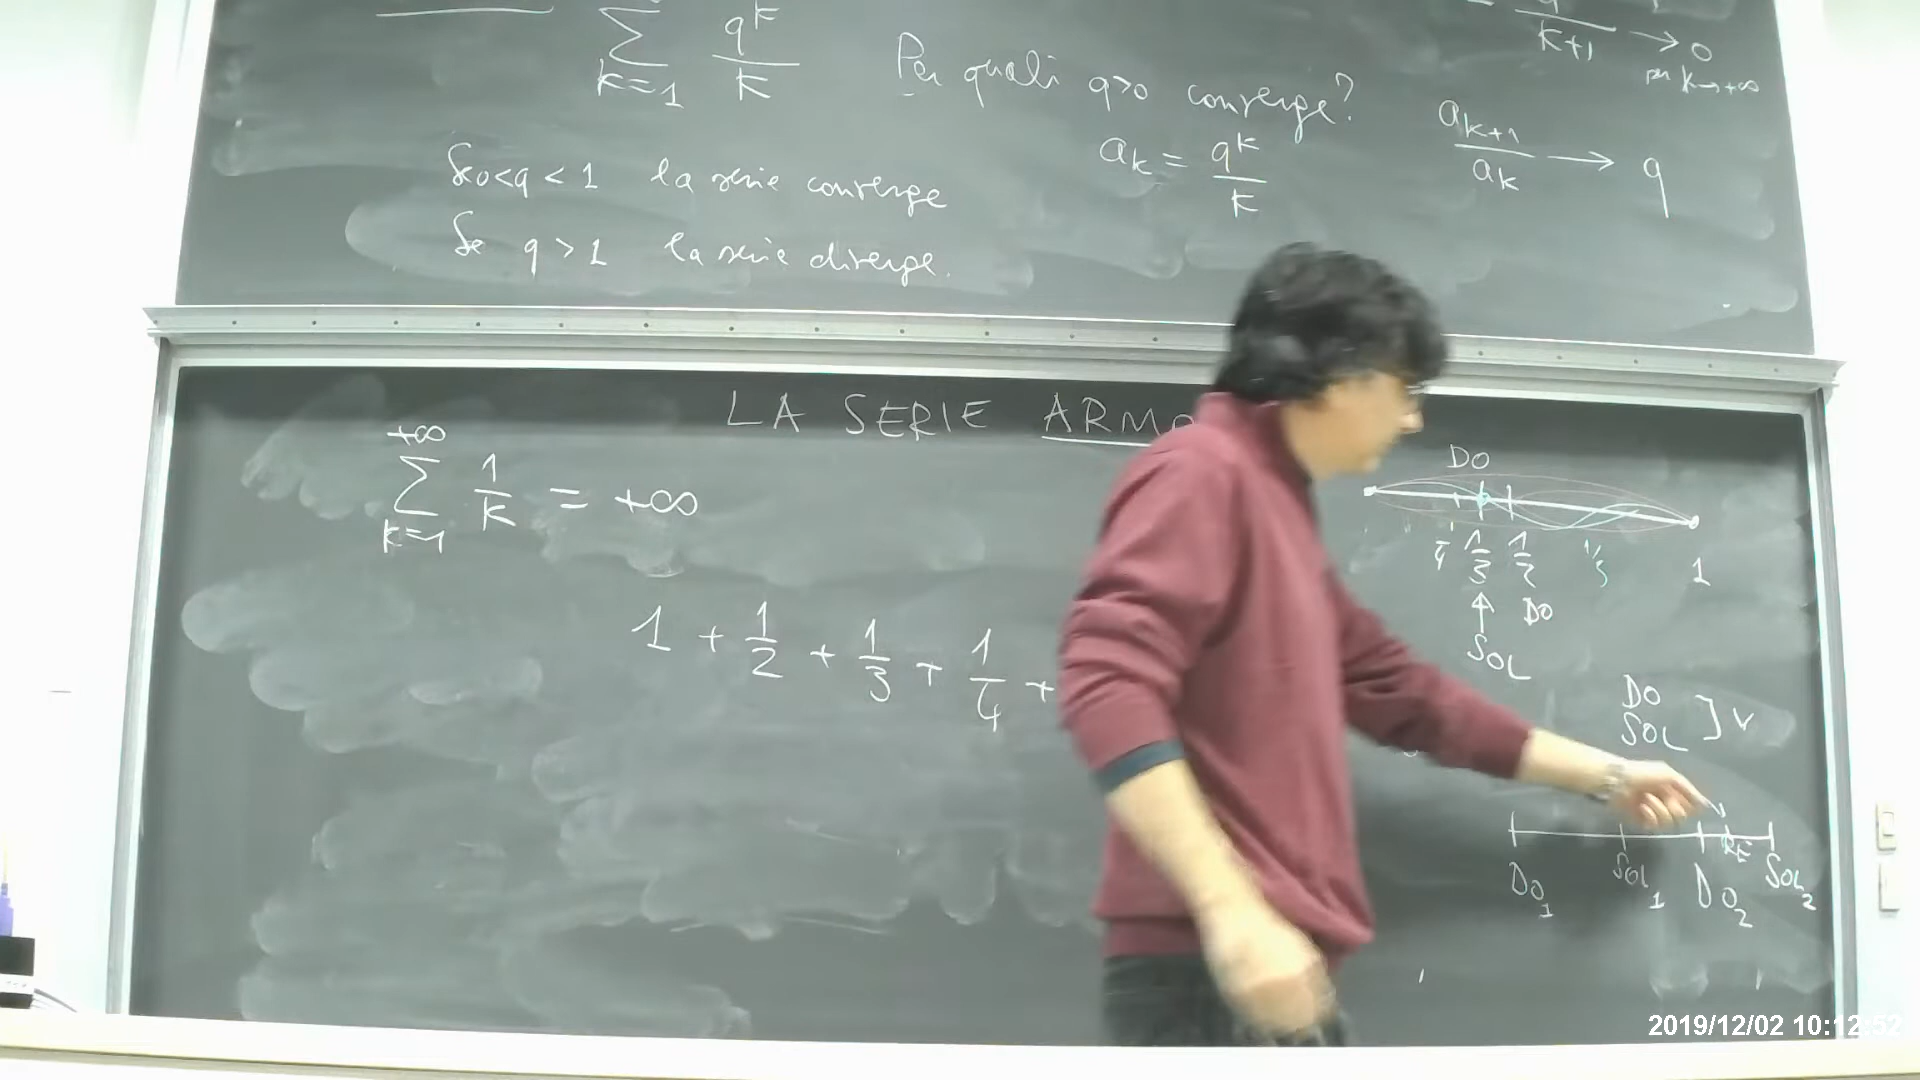 ∑ k=1 q^k/k Per quali q>0 converge?
k+1 → 0
per k→+∞
a_k = q^k/k a_{k+1}/a_k → q
Se 0<q<1 la serie converge
Se q>1 la serie diverge.
LA SERIE ARMO
+∞ ∑ k=1 1/k = +∞
DO
1/4 1/3 1/2 1/3 1
DO
SOL
1 + 1/2 + 1/3 + 1/4 +
DO
SOL ] V
RE
DO_1 SOL_1 DO_2 SOL_2
2019/12/02 10:12:52